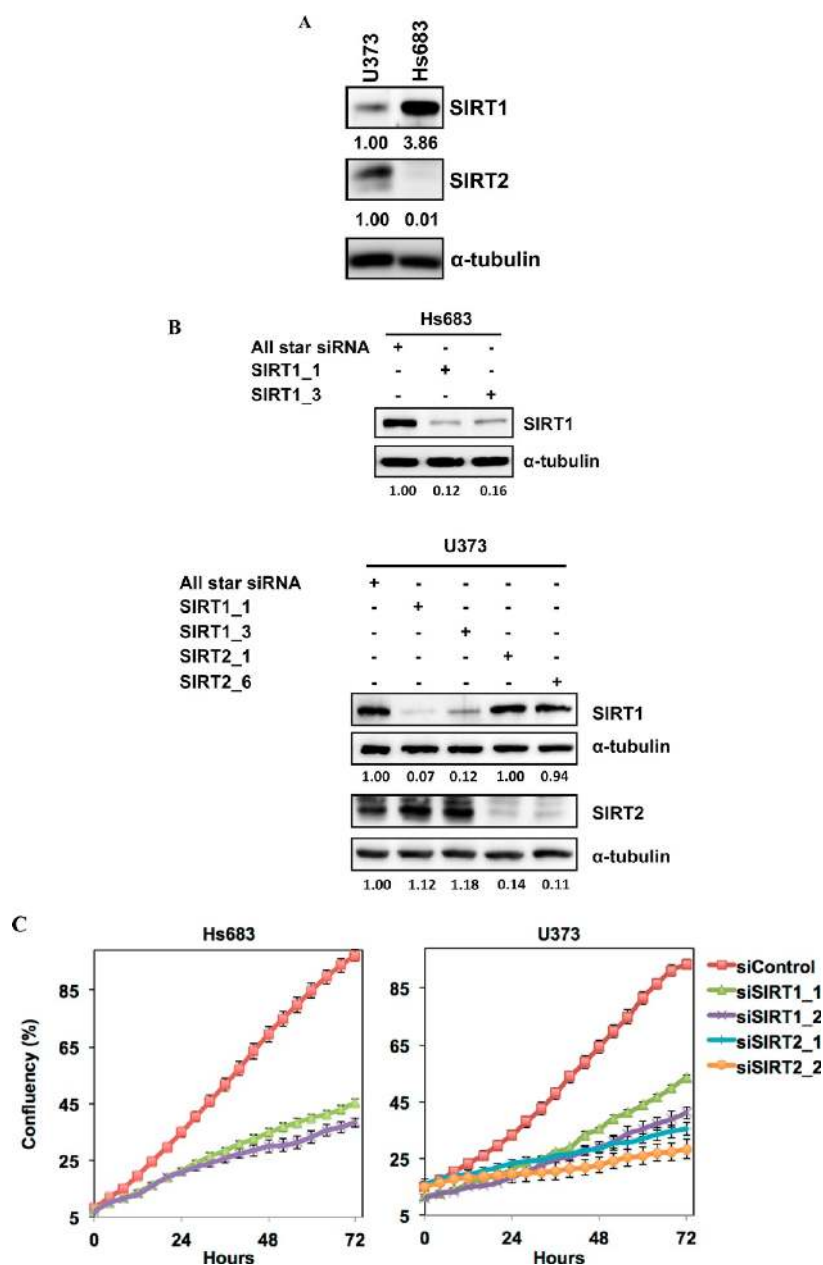 A
U373 Hs683
SIRT1
1.00 3.86
SIRT2
1.00 0.01
α-tubulin
B
Hs683
All star siRNA + - -
SIRT1_1 - + -
SIRT1_3 - - +
SIRT1
α-tubulin
1.00 0.12 0.16
U373
All star siRNA + - - - -
SIRT1_1 - + - - -
SIRT1_3 - - + - -
SIRT2_1 - - - + -
SIRT2_6 - - - - +
SIRT1
α-tubulin
1.00 0.07 0.12 1.00 0.94
SIRT2
α-tubulin
1.00 1.12 1.18 0.14 0.11
C
Hs683
Confluency (%)
85
65
45
25
5
0 24 48 72
Hours
U373
85
65
45
25
5
0 24 48 72
Hours
siControl
siSIRT1_1
siSIRT1_2
siSIRT2_1
siSIRT2_2